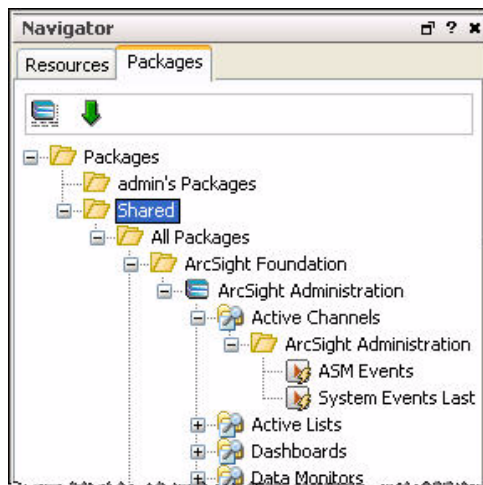 Navigator
Resources
Packages
Packages
admin's Packages
Shared
All Packages
ArcSight Foundation
ArcSight Administration
Active Channels
ArcSight Administration
ASM Events
System Events Last
Active Lists
Dashboards
Data Monitors